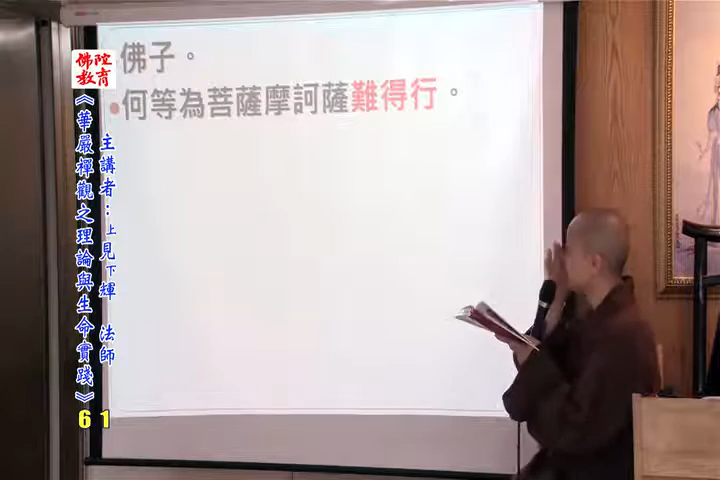 佛子。
•何等為菩薩摩訶薩難得行。
佛陀
教育
《華嚴禪觀之理論與生命實踐》61
主講者：上見下輝 法師